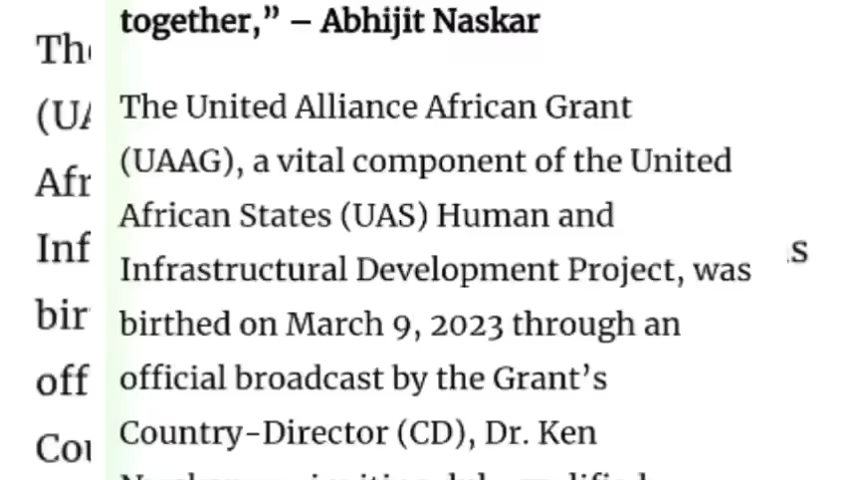 together,” – Abhijit Naskar
The United Alliance African Grant
(UAAG), a vital component of the United
African States (UAS) Human and
Infrastructural Development Project, was
birthed on March 9, 2023 through an
official broadcast by the Grant’s
Country-Director (CD), Dr. Ken